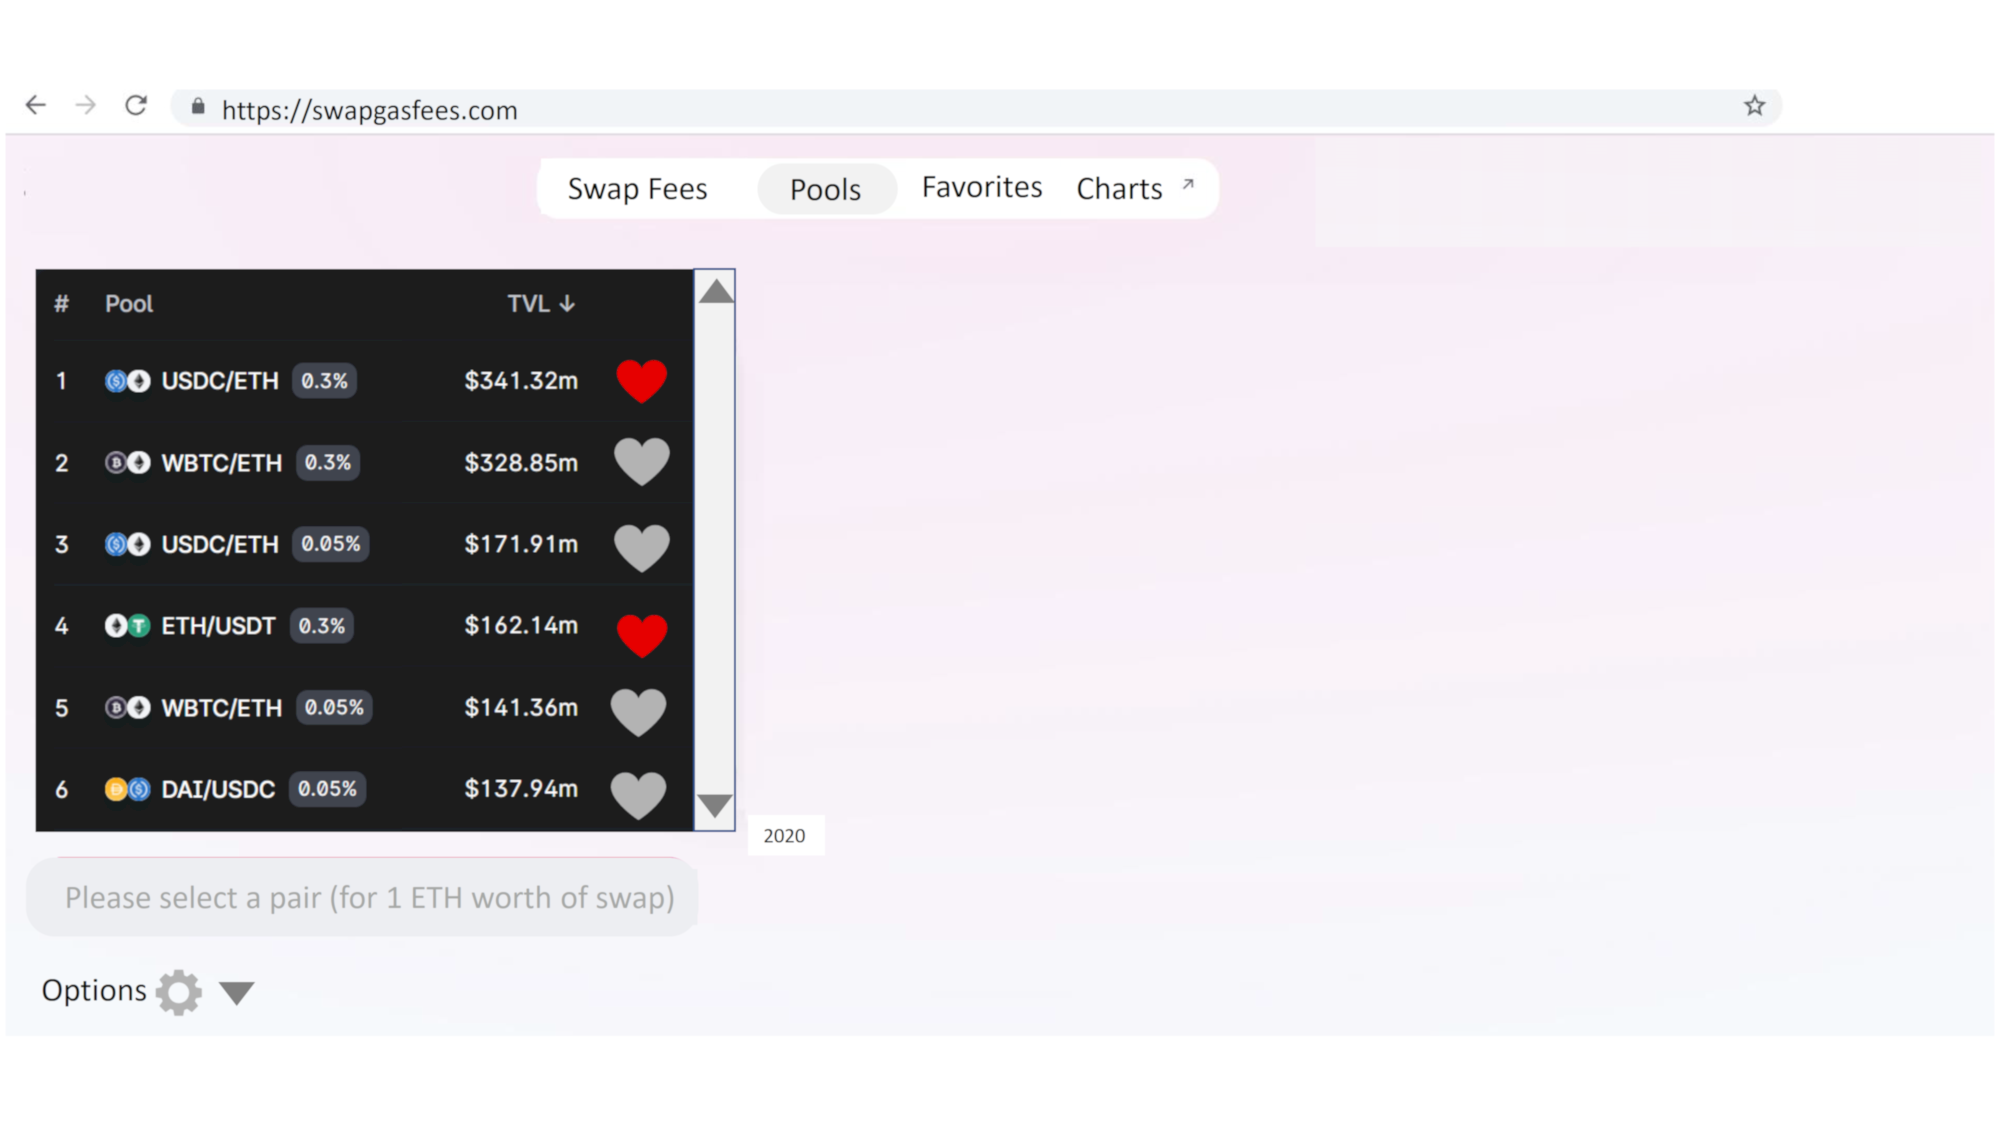 https://swapgasfees.com
Swap Fees Pools Favorites Charts
# Pool TVL ↓
1 USDC/ETH 0.3% $341.32m
2 WBTC/ETH 0.3% $328.85m
3 USDC/ETH 0.05% $171.91m
4 ETH/USDT 0.3% $162.14m
5 WBTC/ETH 0.05% $141.36m
6 DAI/USDC 0.05% $137.94m
2020
Please select a pair (for 1 ETH worth of swap)
Options